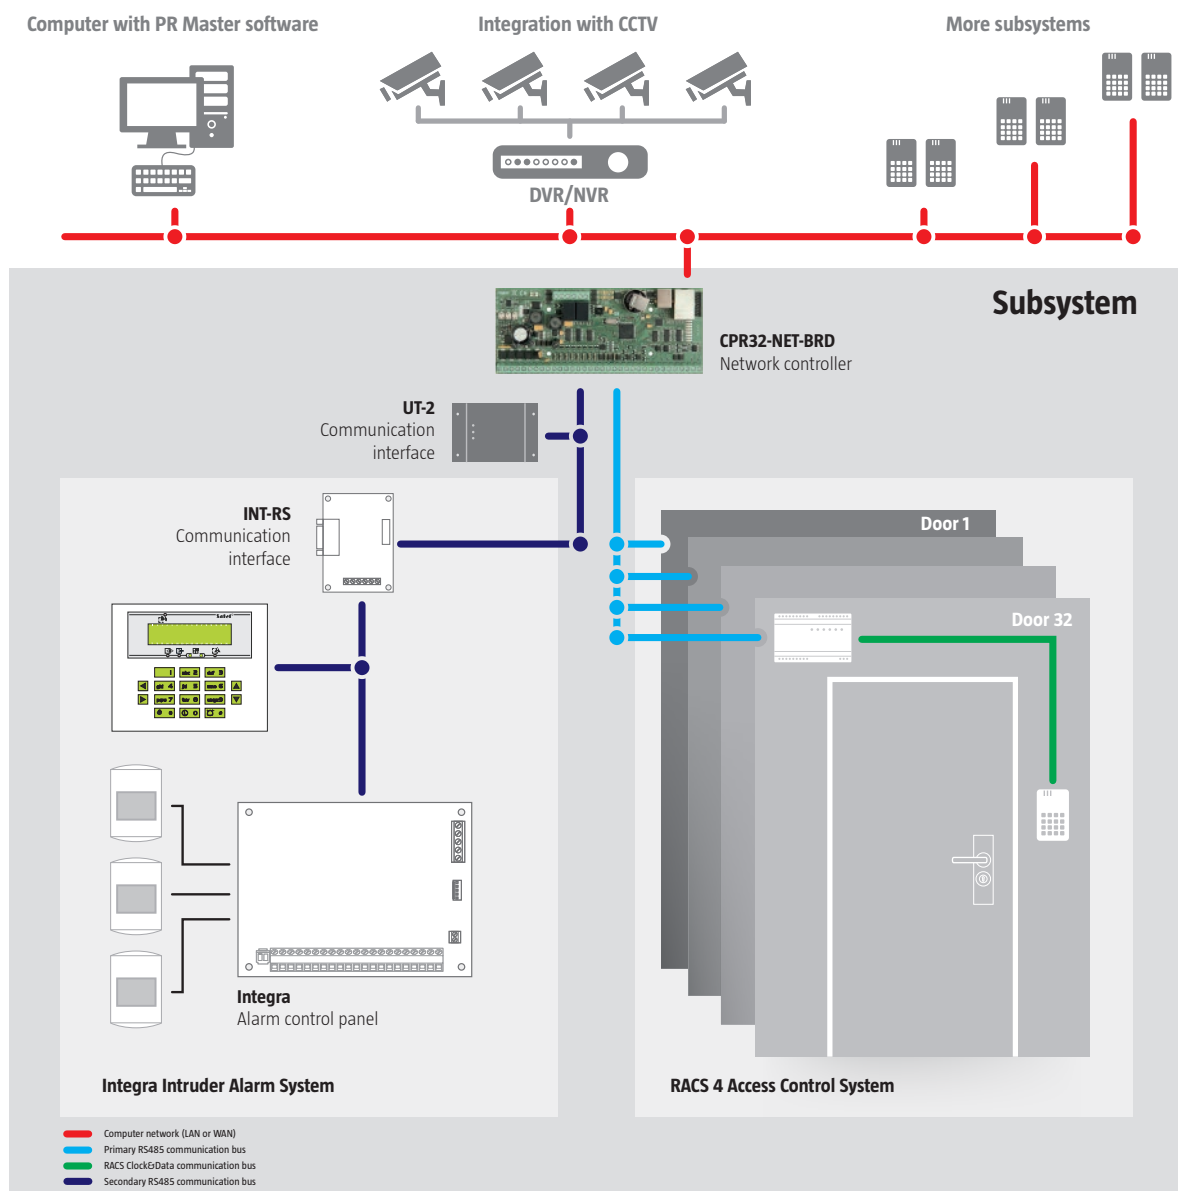 Computer with PR Master software
Integration with CCTV
More subsystems
DVR/NVR
Subsystem
CPR32-NET-BRD
Network controller
UT-2
Communication
interface
INT-RS
Communication
interface
Door 1
Door 32
Satel
Integra
Alarm control panel
Integra Intruder Alarm System
RACS 4 Access Control System
Computer network (LAN or WAN)
Primary RS485 communication bus
RACS Clock&Data communication bus
Secondary RS485 communication bus